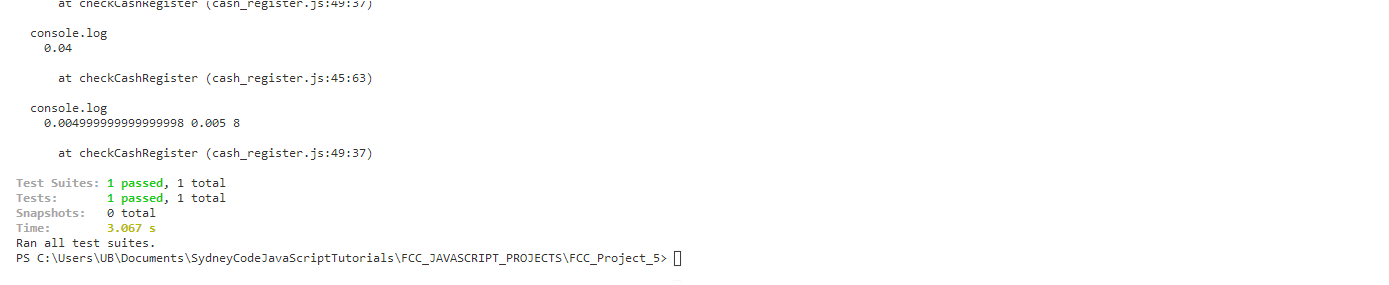 at checkCashRegister (cash_register.js:49:37)
console.log
0.04
at checkCashRegister (cash_register.js:45:63)
console.log
0.004999999999999998 0.005 8
at checkCashRegister (cash_register.js:49:37)
Test Suites: 1 passed, 1 total
Tests: 1 passed, 1 total
Snapshots: 0 total
Time: 3.067 s
Ran all test suites.
PS C:\Users\UB\Documents\SydneyCodeJavaScriptTutorials\FCC_JAVASCRIPT_PROJECTS\FCC_Project_5>